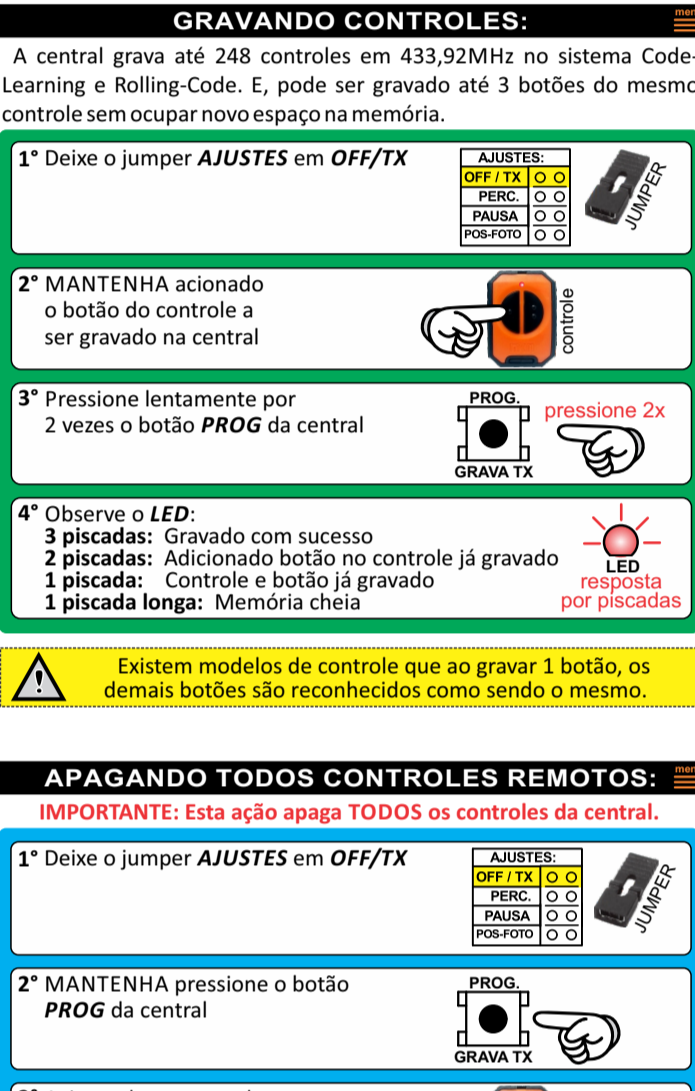 GRAVANDO CONTROLES:
A central grava até 248 controles em 433,92MHz no sistema Code-
Learning e Rolling-Code. E, pode ser gravado até 3 botões do mesmo
controle sem ocupar novo espaço na memória.
1° Deixe o jumper AJUSTES em OFF/TX
AJUSTES:
OFF / TX
PERC.
PAUSA
POS-FOTO
JUMPER
2° MANTENHA acionado
o botão do controle a
ser gravado na central
controle
3° Pressione lentamente por
2 vezes o botão PROG da central
PROG.
GRAVA TX
pressione 2x
4° Observe o LED:
3 piscadas: Gravado com sucesso
2 piscadas: Adicionado botão no controle já gravado
1 piscada: Controle e botão já gravado
1 piscada longa: Memória cheia
LED
resposta
por piscadas
Existem modelos de controle que ao gravar 1 botão, os
demais botões são reconhecidos como sendo o mesmo.
APAGANDO TODOS CONTROLES REMOTOS:
IMPORTANTE: Esta ação apaga TODOS os controles da central.
1° Deixe o jumper AJUSTES em OFF/TX
AJUSTES:
OFF / TX
PERC.
PAUSA
POS-FOTO
JUMPER
2° MANTENHA pressione o botão
PROG da central
PROG.
GRAVA TX